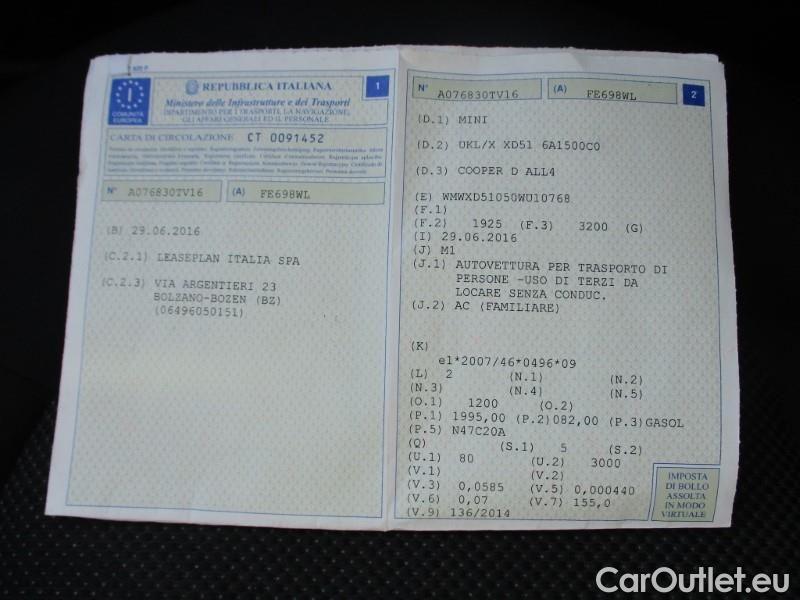 I
COMUNITÀ
EUROPEA
REPUBBLICA ITALIANA
1
Ministero delle Infrastrutture e dei Trasporti
DIPARTIMENTO PER I TRASPORTI, LA NAVIGAZIONE,
GLI AFFARI GENERALI ED IL PERSONALE
CARTA DI CIRCOLAZIONE CT 0091452
N° A076830TV16 (A) FE698WL
(B) 29.06.2016
(C.2.1) LEASEPLAN ITALIA SPA
(C.2.3) VIA ARGENTIERI 23
BOLZANO-BOZEN (BZ)
(06496050151)
N° A076830TV16 (A) FE698WL 2
(D.1) MINI
(D.2) UKL/X XD51 6A1500C0
(D.3) COOPER D ALL4
(E) WMWXD51050WU10768
(F.1)
(F.2) 1925 (F.3) 3200 (G)
(I) 29.06.2016
(J) M1
(J.1) AUTOVETTURA PER TRASPORTO DI
PERSONE -USO DI TERZI DA
LOCARE SENZA CONDUC.
(J.2) AC (FAMILIARE)
(K)
e1*2007/46*0496*09
(L) 2 (N.1) (N.2)
(N.3) (N.4) (N.5)
(O.1) 1200 (O.2)
(P.1) 1995,00 (P.2)082,00 (P.3)GASOL
(P.5) N47C20A
(Q) (S.1) 5 (S.2)
(U.1) 80 (U.2) 3000
(V.1) (V.2)
(V.3) 0,0585 (V.5) 0,000440
(V.6) 0,07 (V.7) 155,0
(V.9) 136/2014
IMPOSTA
DI BOLLO
ASSOLTA
IN MODO
VIRTUALE
CarOutlet.eu